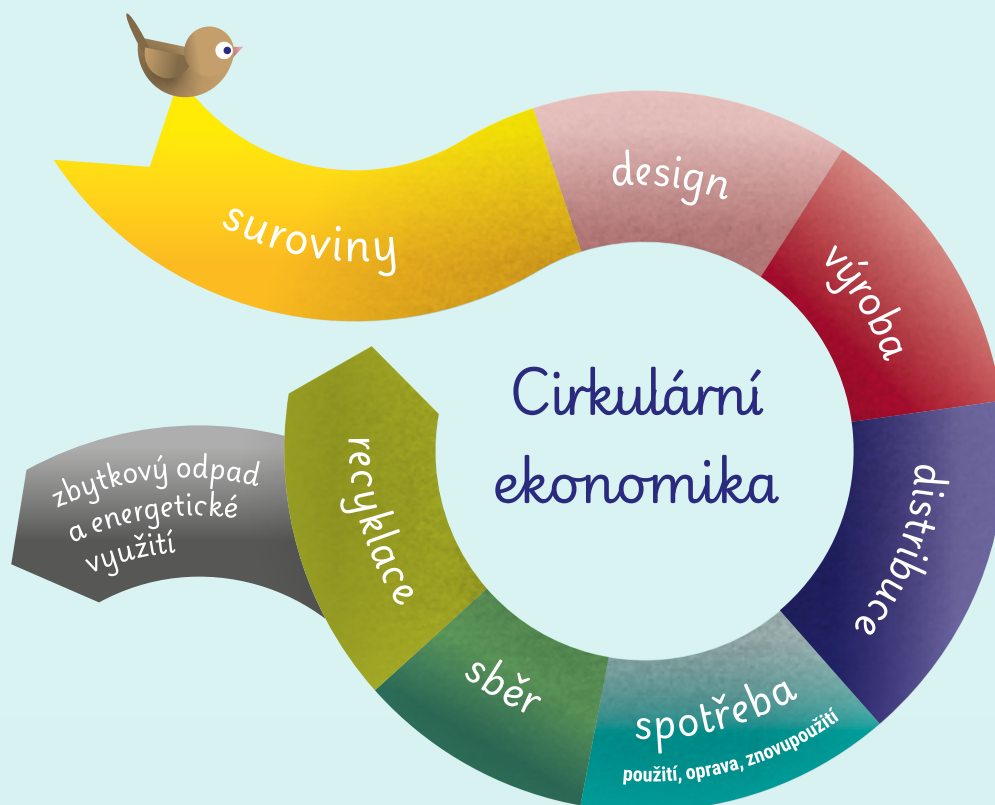 suroviny
design
výroba
distribuce
spotřeba
použití, oprava, znovupoužití
sběr
recyklace
zbytkový odpad
a energetické
využití
Cirkulární
ekonomika